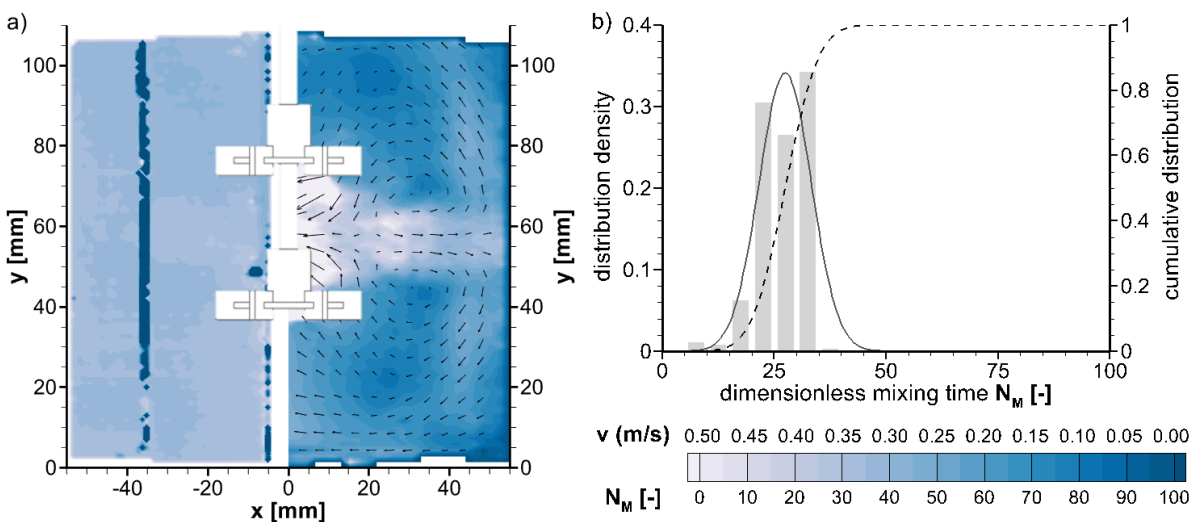 a)
100
80
60
40
20
0
y [mm]
-40 -20 0 20 40
x [mm]
100
80
60
40
20
0
y [mm]
b)
0.4
0.3
0.2
0.1
0
distribution density
1
0.8
0.6
0.4
0.2
0
cumulative distribution
0 25 50 75 100
dimensionless mixing time N_M [-]
v (m/s) 0.50 0.45 0.40 0.35 0.30 0.25 0.20 0.15 0.10 0.05 0.00
N_M [-] 0 10 20 30 40 50 60 70 80 90 100